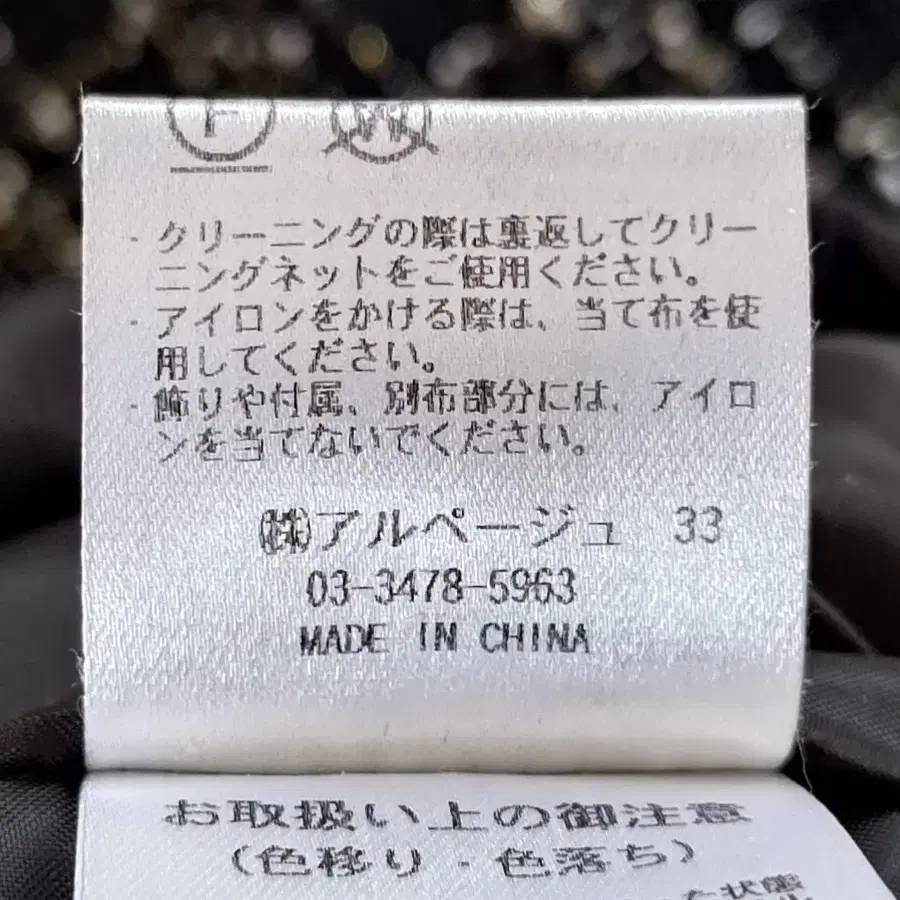 F
W
・クリーニングの際は裏返してクリー
ニングネットをご使用ください。
・アイロンをかける際は、当て布を使
用してください。
・飾りや付属、別布部分には、アイロ
ンを当てないでください。
㈱アルページュ 33
03-3478-5963
MADE IN CHINA
お取扱い上の御注意
(色移り・色落ち)
た状態